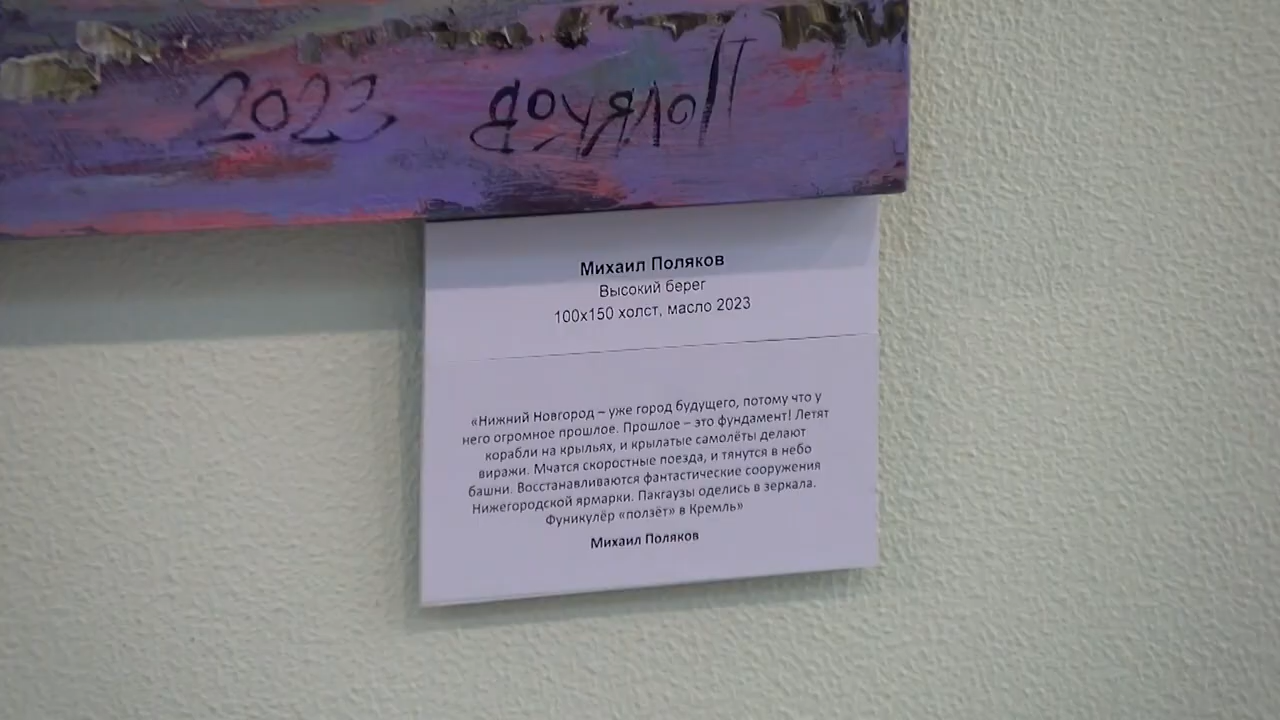 2023 Поляков
Михаил Поляков
Высокий берег
100x150 холст, масло 2023
«Нижний Новгород – уже город будущего, потому что у
него огромное прошлое. Прошлое – это фундамент! Летят
корабли на крыльях, и крылатые самолёты делают
виражи. Мчатся скоростные поезда, и тянутся в небо
башни. Восстанавливаются фантастические сооружения
Нижегородской ярмарки. Пакгаузы оделись в зеркала.
Фуникулёр «ползёт» в Кремль»
Михаил Поляков